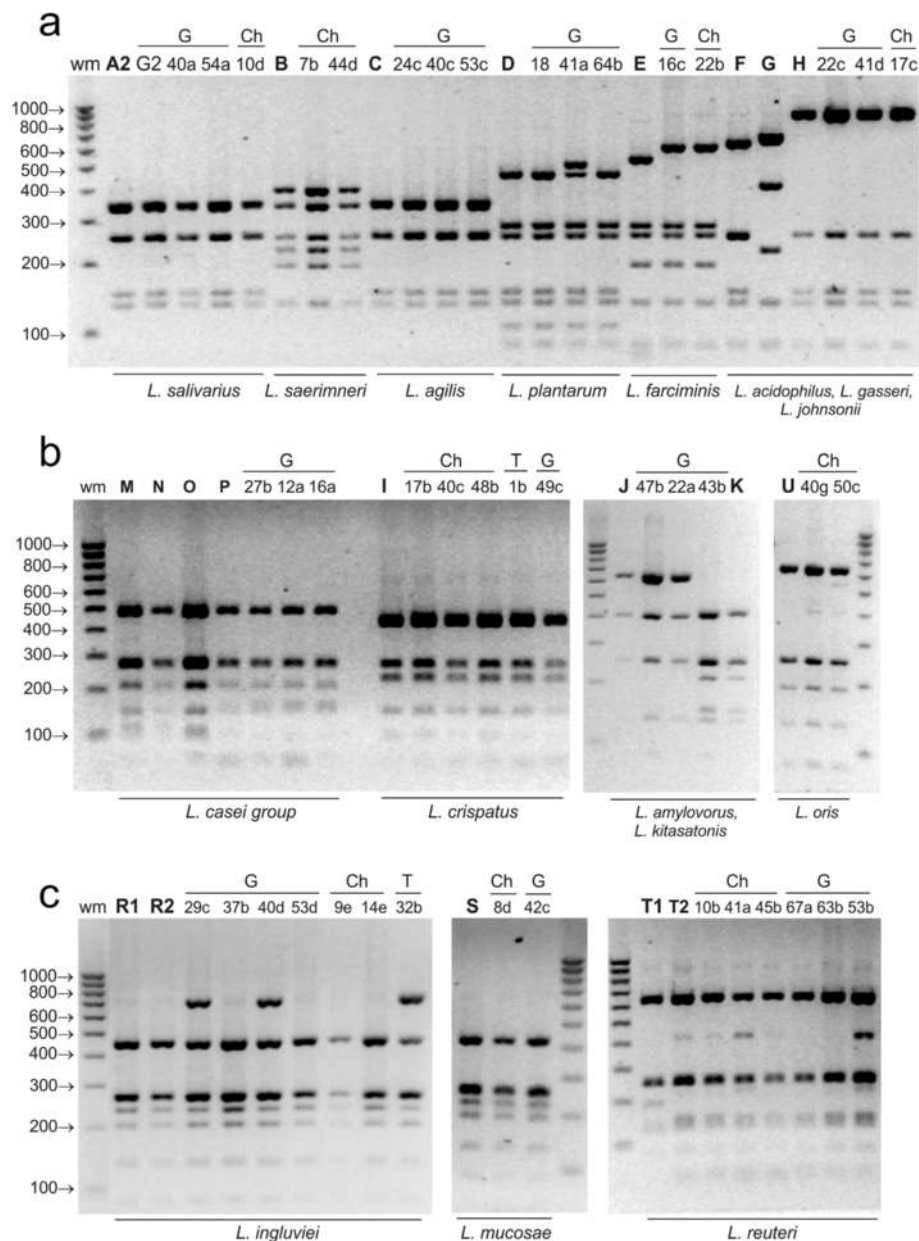 a
G Ch Ch G G G Ch G Ch
wm A2 G2 40a 54a 10d B 7b 44d C 24c 40c 53c D 18 41a 64b E 16c 22b F G H 22c 41d 17c
1000→
800→
600→
500→
400→
300→
200→
100→
L. salivarius L. saerimneri L. agilis L. plantarum L. farciminis L. acidophilus, L. gasseri,
L. johnsonii
b
G Ch T G G Ch
wm M N O P 27b 12a 16a I 17b 40c 48b 1b 49c J 47b 22a 43b K U 40g 50c
1000→
800→
600→
500→
400→
300→
200→
100→
L. casei group L. crispatus L. amylovorus, L. oris
L. kitasatonis
c
G Ch T Ch G Ch G
wm R1 R2 29c 37b 40d 53d 9e 14e 32b S 8d 42c T1 T2 10b 41a 45b 67a 63b 53b
1000→
800→
600→
500→
400→
300→
200→
100→
L. ingluviei L. mucosae L. reuteri